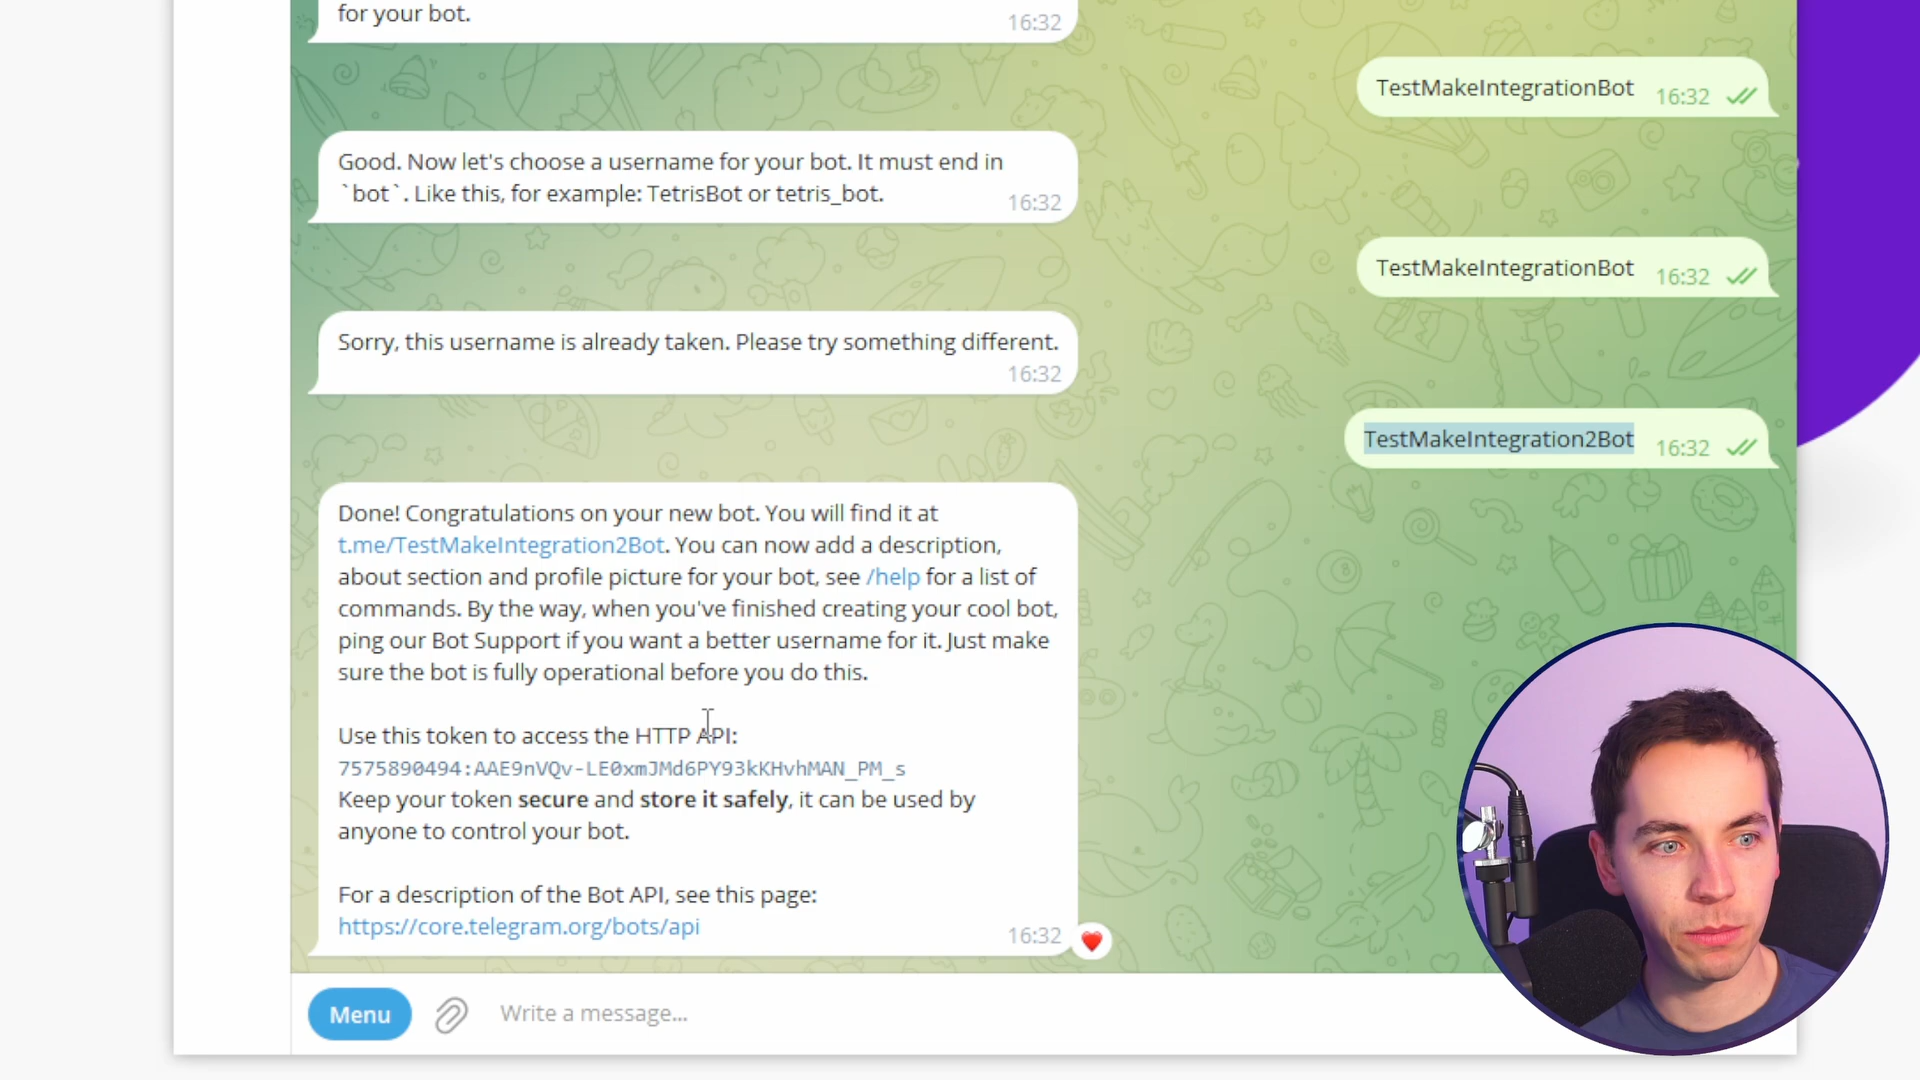 for your bot.
16:32
TestMakeIntegrationBot 16:32
Good. Now let's choose a username for your bot. It must end in
`bot`. Like this, for example: TetrisBot or tetris_bot.
16:32
TestMakeIntegrationBot 16:32
Sorry, this username is already taken. Please try something different.
16:32
TestMakeIntegration2Bot 16:32
Done! Congratulations on your new bot. You will find it at
t.me/TestMakeIntegration2Bot. You can now add a description,
about section and profile picture for your bot, see /help for a list of
commands. By the way, when you've finished creating your cool bot,
ping our Bot Support if you want a better username for it. Just make
sure the bot is fully operational before you do this.
Use this token to access the HTTP API:
7575890494:AAE9nVQv-LE0xmJMd6PY93kKHvhMAN_PM_s
Keep your token secure and store it safely, it can be used by
anyone to control your bot.
For a description of the Bot API, see this page:
https://core.telegram.org/bots/api
16:32
Menu
Write a message...